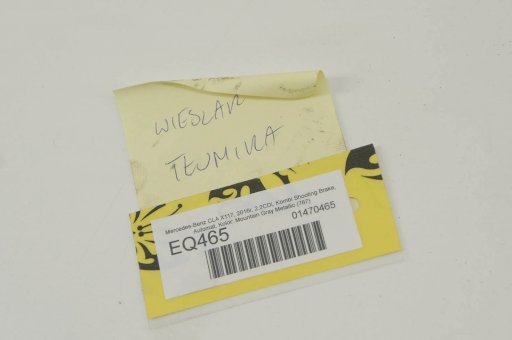 WIESLAW
Mercedes-Benz CLA X117, 2016r, 2.2CDI, Kombi Shooting Brake,
Automat, Kolor: Mountain Gray Metallic (787)
EQ465
01470465